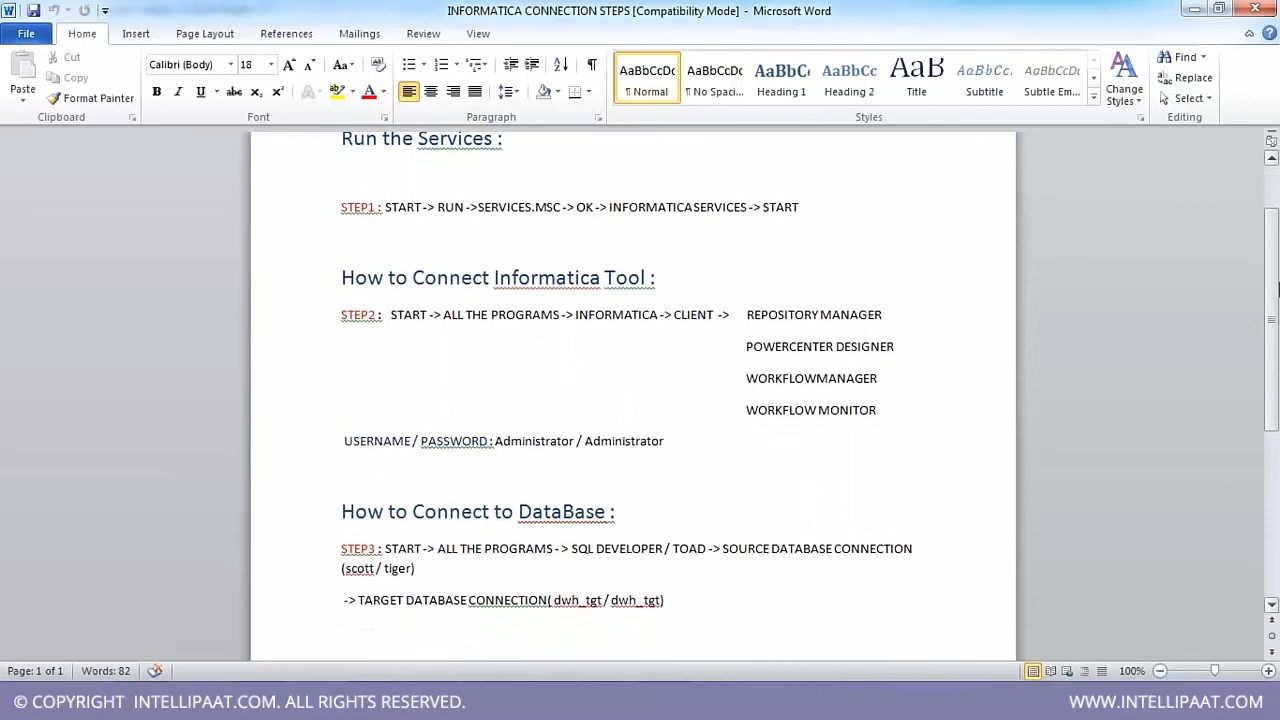 INFORMATICA CONNECTION STEPS [Compatibility Mode] - Microsoft Word
File Home Insert Page Layout References Mailings Review View
Cut
Copy
Format Painter
Paste
Calibri (Body) 18
AaBbCcDc AaBbCcDc AaBbC AaBbCc AaB AaBbCcI AaBbCcDc
¶ Normal ¶ No Spaci... Heading 1 Heading 2 Title Subtitle Subtle Em...
Change Styles
Find
Replace
Select
Clipboard Font Paragraph Styles Editing
Run the Services :
STEP1 : START -> RUN ->SERVICES.MSC -> OK -> INFORMATICA SERVICES -> START
How to Connect Informatica Tool :
STEP2 : START -> ALL THE PROGRAMS -> INFORMATICA -> CLIENT -> REPOSITORY MANAGER
POWERCENTER DESIGNER
WORKFLOWMANAGER
WORKFLOW MONITOR
USERNAME / PASSWORD : Administrator / Administrator
How to Connect to DataBase :
STEP3 : START -> ALL THE PROGRAMS -> SQL DEVELOPER / TOAD -> SOURCE DATABASE CONNECTION
(scott / tiger)
-> TARGET DATABASE CONNECTION( dwh_tgt / dwh_tgt)
Page: 1 of 1 Words: 82 100%
© COPYRIGHT INTELLIPAAT.COM. ALL RIGHTS RESERVED. WWW.INTELLIPAAT.COM